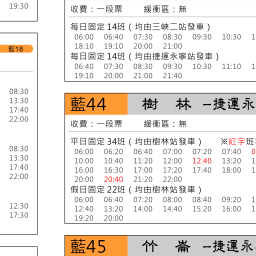 19:30
藍18
08:30
13:30
17:40
22:00
08:30
13:30
17:40
22:00
12:30
17:30
收費：一段票 緩衝區：無
每日固定14班（均由三峽二站發車）
06:00 06:40 07:30 08:30 09:30 10:30
18:10 19:10 20:00 21:00
每日固定14班（均由捷運永寧站發車）
06:40 07:30 08:30 09:30 10:30 11:10
19:10 20:00 21:00 21:40
藍44 樹林－捷運永
收費：一段票 緩衝區：無
平日固定34班（均由樹林站發車） ※紅字班
06:00 06:20 06:40 07:00 07:20 07:40
10:00 10:40 11:20 12:00 12:40 13:20
16:00 16:30 17:00 17:20 17:40 18:00
20:00 20:40 21:20 22:00
假日固定22班（均由樹林站發車）
06:00 06:40 07:20 08:00 08:40 09:20
12:40 13:20 14:00 14:40 15:20 16:00
19:20 20:00
藍45 竹崙－捷運永